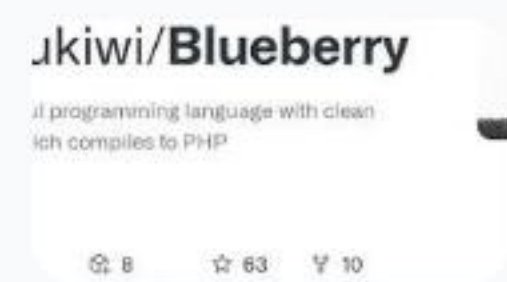 ukiwi/Blueberry
programming language with clean
ich compiles to PHP
8 63 10